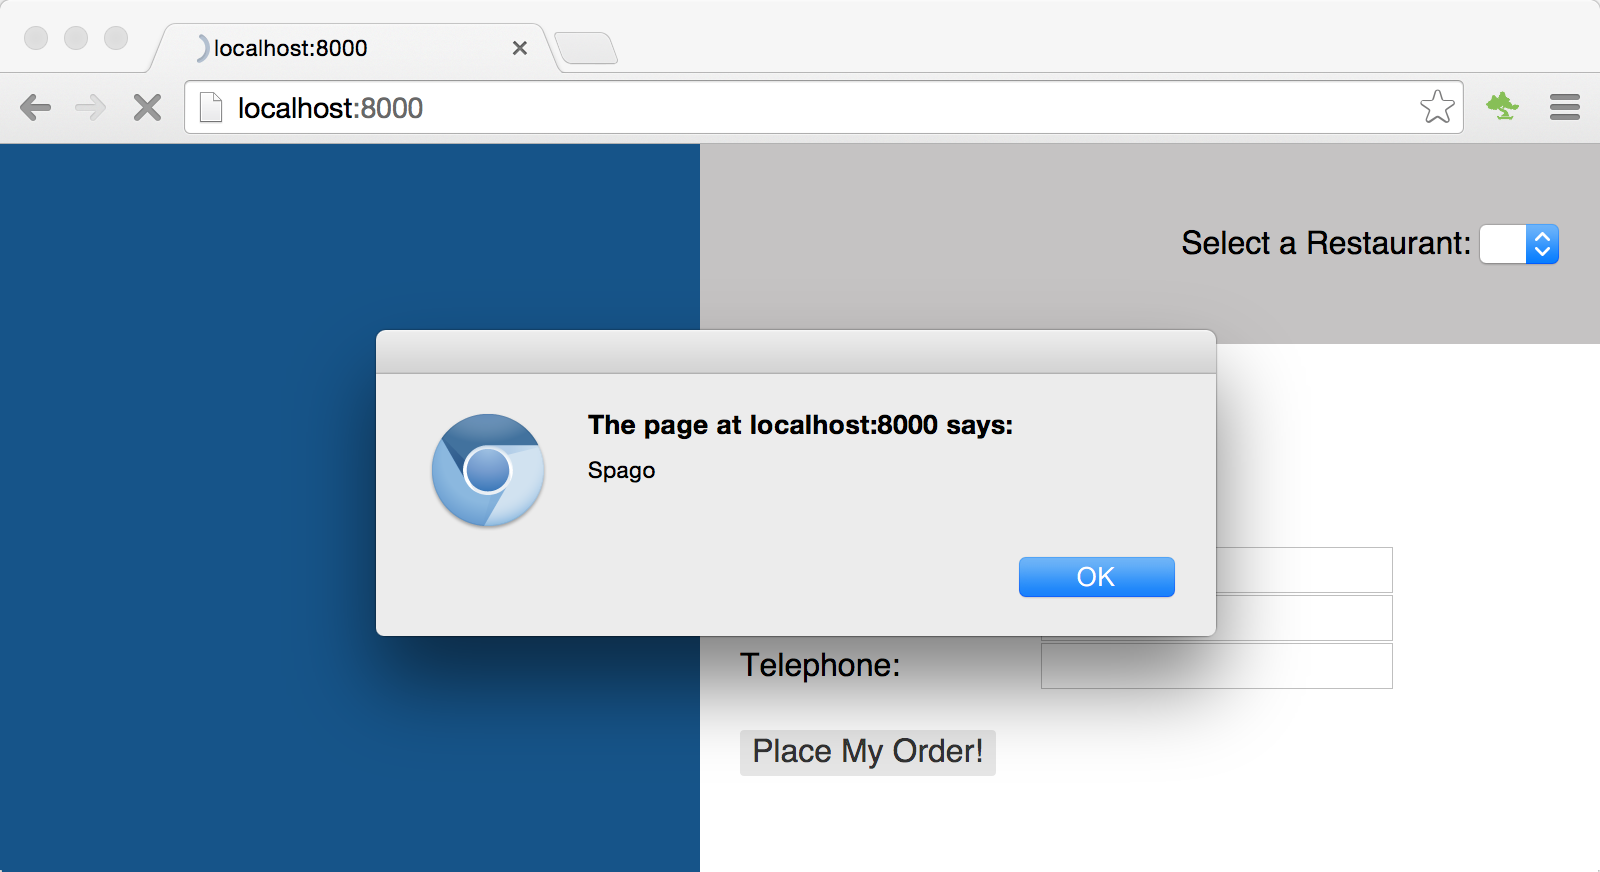 localhost:8000
localhost:8000
Select a Restaurant:
The page at localhost:8000 says:
Spago
OK
Telephone:
Place My Order!